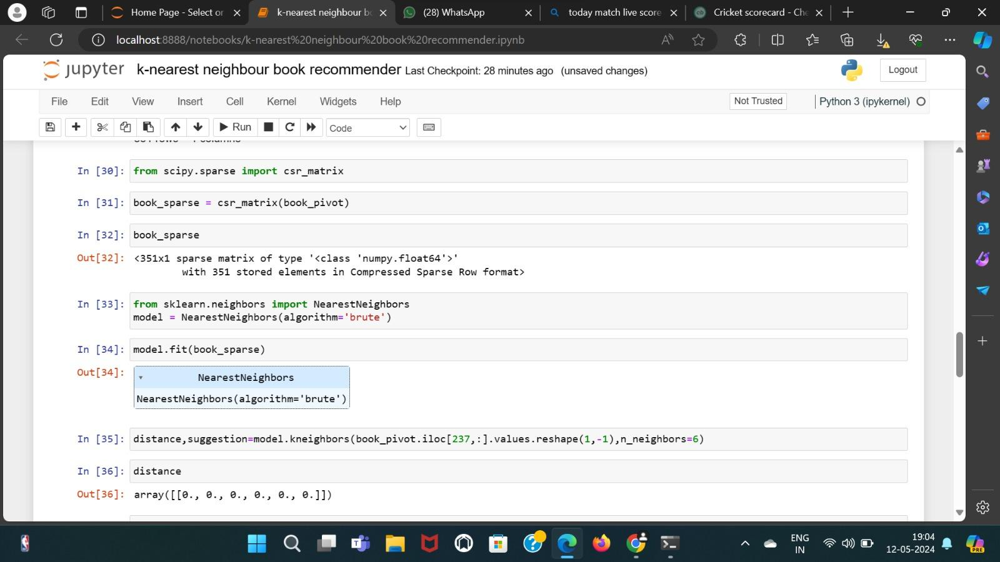 Home Page - Select or
k-nearest neighbour b
(28) WhatsApp
today match live score
Cricket scorecard - Che
localhost:8888/notebooks/k-nearest%20neighbour%20book%20recommender.ipynb
jupyter k-nearest neighbour book recommender Last Checkpoint: 28 minutes ago (unsaved changes)
Logout
File Edit View Insert Cell Kernel Widgets Help
Not Trusted
Python 3 (ipykernel)
Run
Code
In [30]: from scipy.sparse import csr_matrix
In [31]: book_sparse = csr_matrix(book_pivot)
In [32]: book_sparse
Out[32]: <351x1 sparse matrix of type '<class 'numpy.float64'>'
with 351 stored elements in Compressed Sparse Row format>
In [33]: from sklearn.neighbors import NearestNeighbors
model = NearestNeighbors(algorithm='brute')
In [34]: model.fit(book_sparse)
Out[34]:
NearestNeighbors
NearestNeighbors(algorithm='brute')
In [35]: distance,suggestion=model.kneighbors(book_pivot.iloc[237,:].values.reshape(1,-1),n_neighbors=6)
In [36]: distance
Out[36]: array([[0., 0., 0., 0., 0., 0.]])
ENG
IN
19:04
12-05-2024
PRE